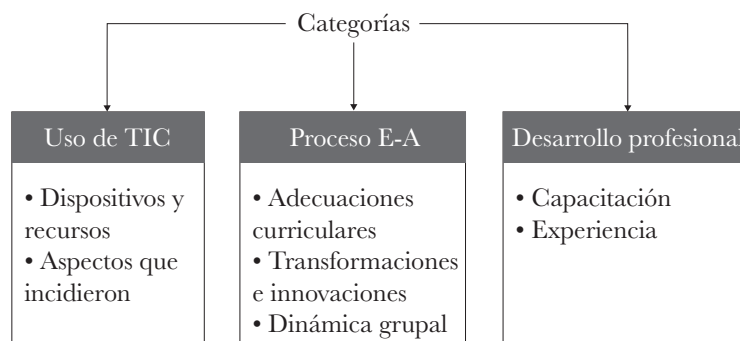 Categorías
Uso de TIC
• Dispositivos y
recursos
• Aspectos que
incidieron
Proceso E-A
• Adecuaciones
curriculares
• Transformaciones
e innovaciones
• Dinámica grupal
Desarrollo profesional
• Capacitación
• Experiencia